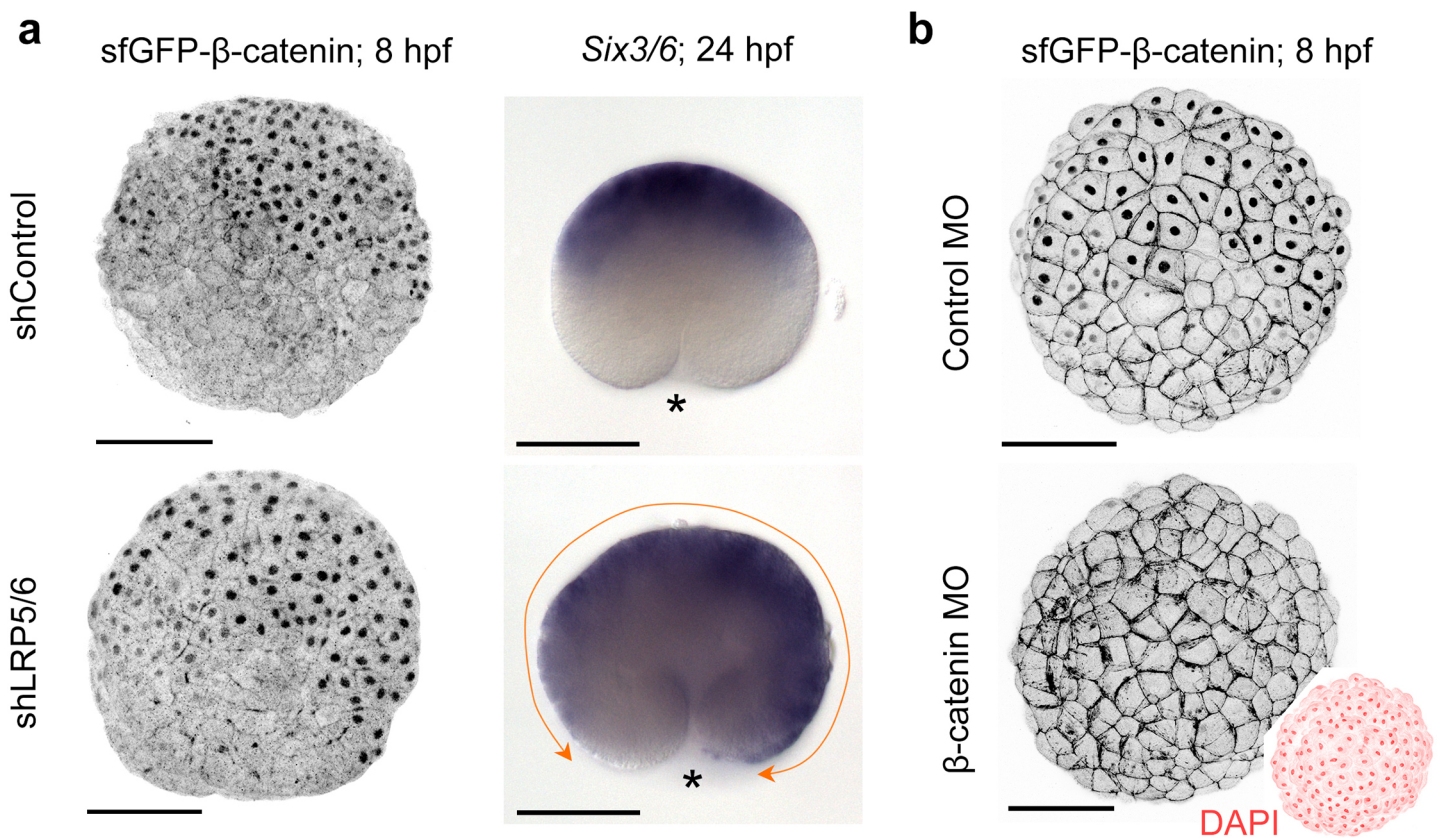 a
sfGFP-β-catenin; 8 hpf
Six3/6; 24 hpf
b
sfGFP-β-catenin; 8 hpf
shControl
*
Control MO
shLRP5/6
*
β-catenin MO
DAPI